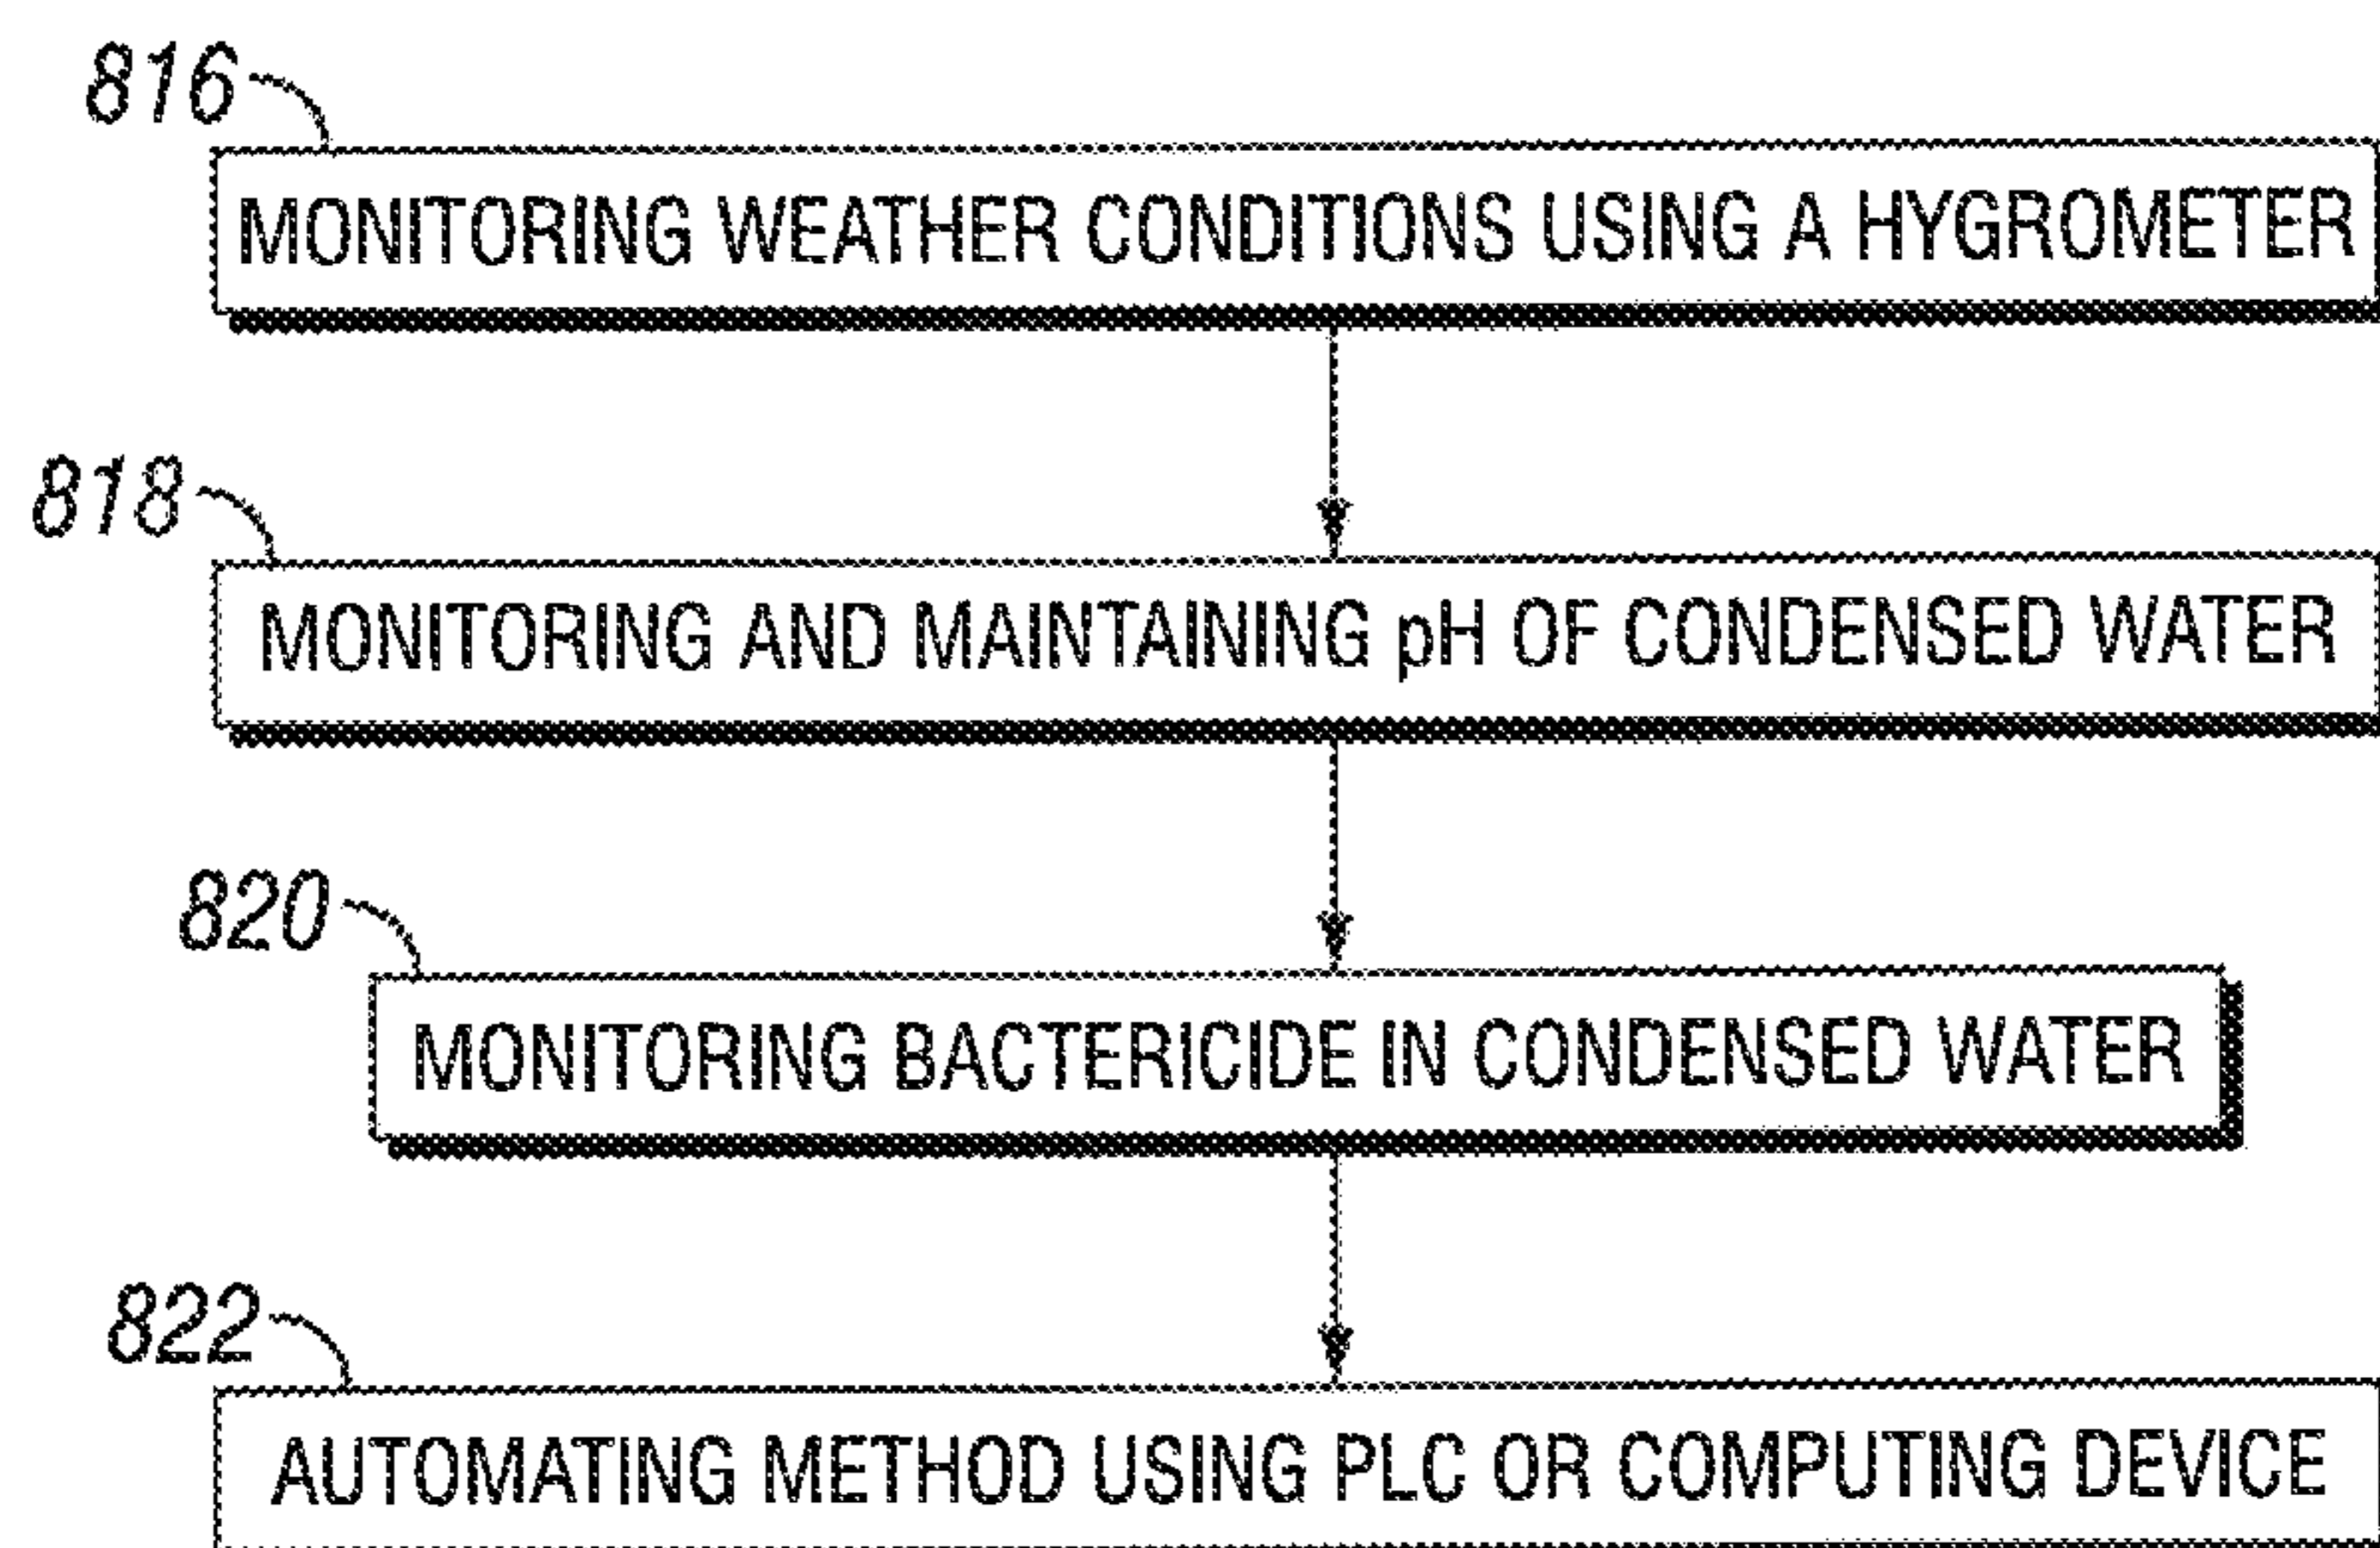 816
MONITORING WEATHER CONDITIONS USING A HYGROMETER
818
MONITORING AND MAINTAINING pH OF CONDENSED WATER
820
MONITORING BACTERICIDE IN CONDENSED WATER
822
AUTOMATING METHOD USING PLC OR COMPUTING DEVICE